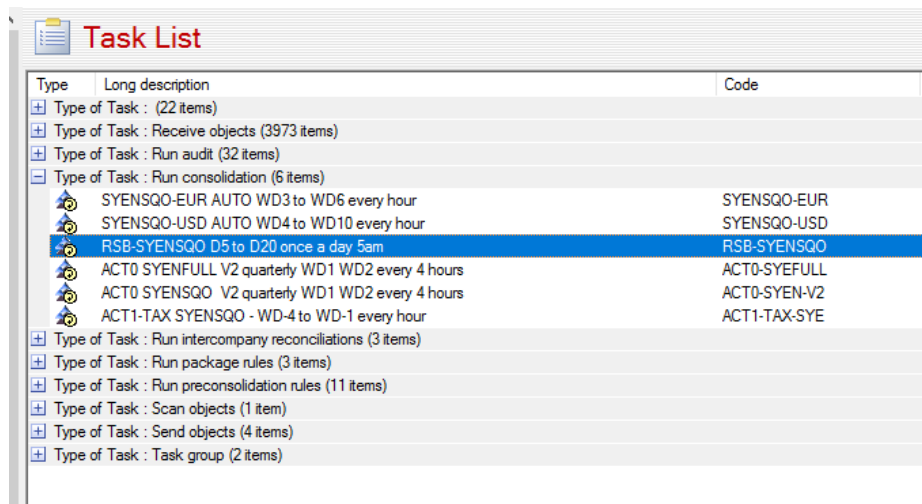 Task List
Type Long description Code
Type of Task : (22 items)
Type of Task : Receive objects (3973 items)
Type of Task : Run audit (32 items)
Type of Task : Run consolidation (6 items)
SYENSQO-EUR AUTO WD3 to WD6 every hour SYENSQO-EUR
SYENSQO-USD AUTO WD4 to WD10 every hour SYENSQO-USD
RSB-SYENSQO D5 to D20 once a day 5am RSB-SYENSQO
ACT0 SYENFULL V2 quarterly WD1 WD2 every 4 hours ACT0-SYEFULL
ACT0 SYENSQO  V2 quarterly WD1 WD2 every 4 hours ACT0-SYEN-V2
ACT1-TAX SYENSQO - WD-4 to WD-1 every hour ACT1-TAX-SYE
Type of Task : Run intercompany reconciliations (3 items)
Type of Task : Run package rules (3 items)
Type of Task : Run preconsolidation rules (11 items)
Type of Task : Scan objects (1 item)
Type of Task : Send objects (4 items)
Type of Task : Task group (2 items)